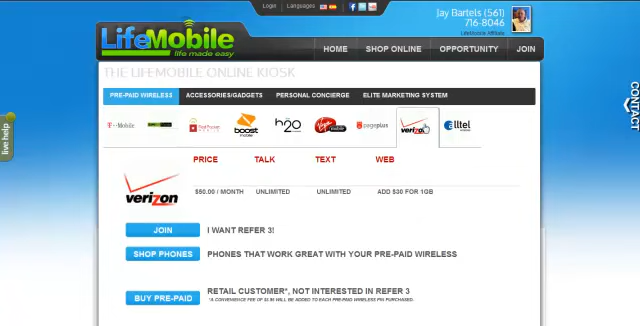 Login | Languages
Jay Bartels (561)
716-8046
LifeMobile Affiliate
LifeMobile
life made easy
HOME SHOP ONLINE OPPORTUNITY JOIN
THE LIFEMOBILE ONLINE KIOSK
PRE-PAID WIRELESS ACCESSORIES/GADGETS PERSONAL CONCIERGE ELITE MARKETING SYSTEM
T-Mobile Red Pocket boost mobile h2o Virgin mobile pageplus verizon alltel
live help
CONTACT
PRICE TALK TEXT WEB
verizon
$50.00 / MONTH UNLIMITED UNLIMITED ADD $30 FOR 1GB
JOIN I WANT REFER 3!
SHOP PHONES PHONES THAT WORK GREAT WITH YOUR PRE-PAID WIRELESS
RETAIL CUSTOMER*, NOT INTERESTED IN REFER 3
BUY PRE-PAID
*A CONVENIENCE FEE OF $1.99 WILL BE ADDED TO EACH PRE-PAID WIRELESS PIN PURCHASED.